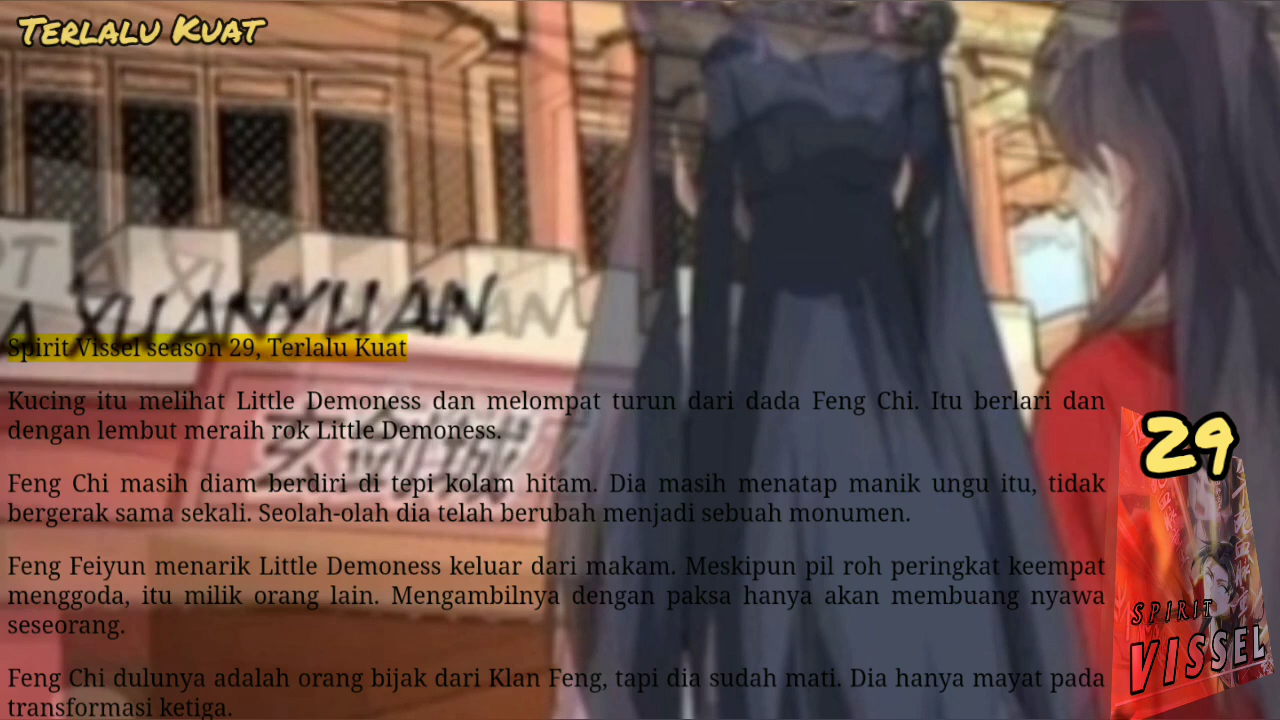 Terlalu Kuat
A XUANYUAN
Spirit Vissel season 29, Terlalu Kuat
Kucing itu melihat Little Demoness dan melompat turun dari dada Feng Chi. Itu berlari dan
dengan lembut meraih rok Little Demoness.
Feng Chi masih diam berdiri di tepi kolam hitam. Dia masih menatap manik ungu itu, tidak
bergerak sama sekali. Seolah-olah dia telah berubah menjadi sebuah monumen.
Feng Feiyun menarik Little Demoness keluar dari makam. Meskipun pil roh peringkat keempat
menggoda, itu milik orang lain. Mengambilnya dengan paksa hanya akan membuang nyawa
seseorang.
Feng Chi dulunya adalah orang bijak dari Klan Feng, tapi dia sudah mati. Dia hanya mayat pada
transformasi ketiga.
29
SPIRIT
VISSEL